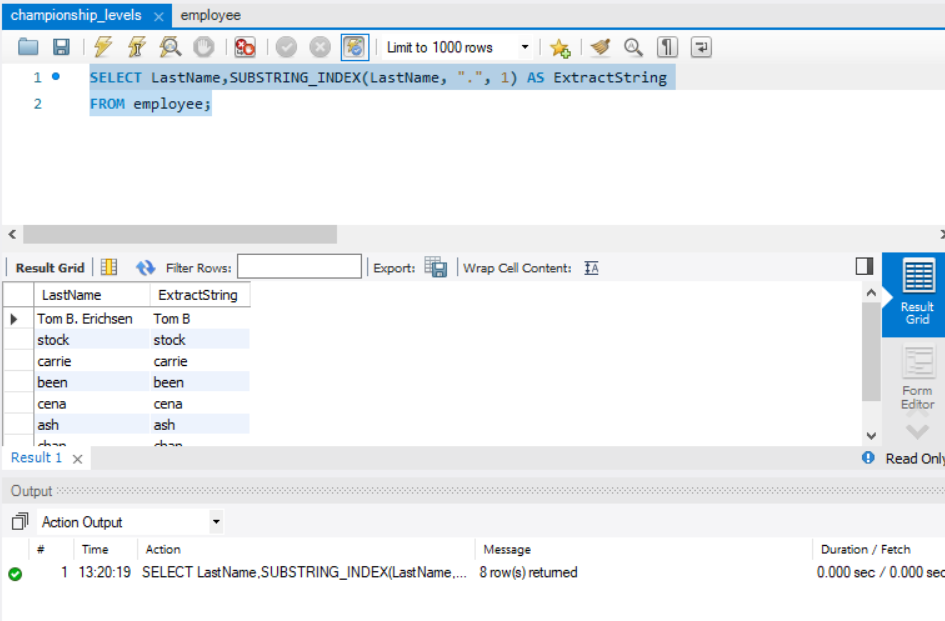 championship_levels × employee
Limit to 1000 rows
1 SELECT LastName,SUBSTRING_INDEX(LastName, ".", 1) AS ExtractString
2 FROM employee;
Result Grid Filter Rows: Export: Wrap Cell Content: IA
LastName ExtractString
Result Grid
Tom B. Erichsen Tom B
stock stock
carrie carrie
been been
Form Editor
cena cena
ash ash
Result 1 × Read Only
Output
Action Output
# Time Action Message Duration / Fetch
1 13:20:19 SELECT LastName,SUBSTRING_INDEX(LastName,... 8 row(s) returned 0.000 sec / 0.000 sec